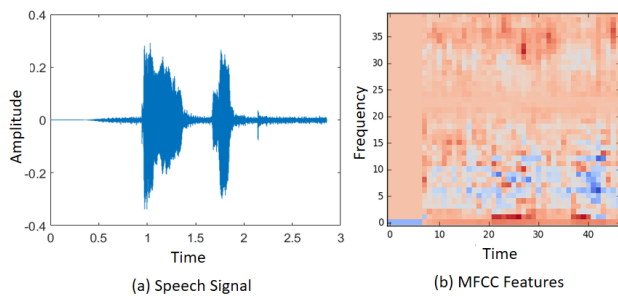 0.4
0.2
0
-0.2
-0.4
Amplitude
0 0.5 1 1.5 2 2.5 3
Time
(a) Speech Signal
35
30
25
20
15
10
5
0
Frequency
0 10 20 30 40
Time
(b) MFCC Features